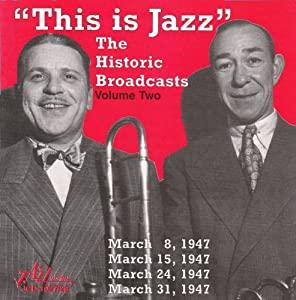 “This is Jazz”
The
Historic
Broadcasts
Volume Two
March 8, 1947
March 15, 1947
March 24, 1947
March 31, 1947